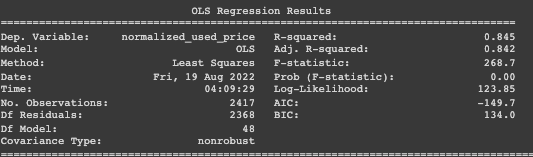 OLS Regression Results
==============================================================================
Dep. Variable: normalized_used_price R-squared: 0.845
Model: OLS Adj. R-squared: 0.842
Method: Least Squares F-statistic: 268.7
Date: Fri, 19 Aug 2022 Prob (F-statistic): 0.00
Time: 04:09:29 Log-Likelihood: 123.85
No. Observations: 2417 AIC: -149.7
Df Residuals: 2368 BIC: 134.0
Df Model: 48
Covariance Type: nonrobust
==============================================================================